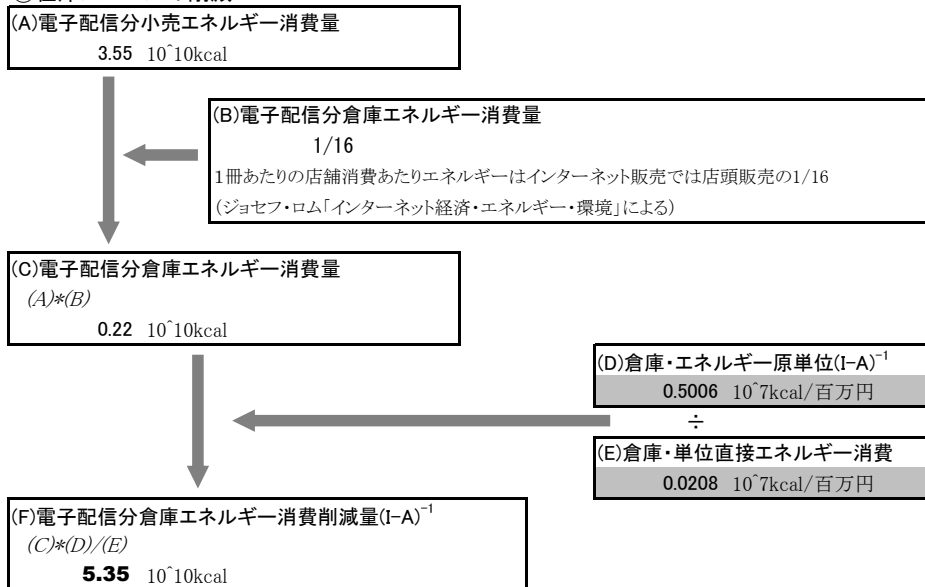 (A)電子配信分小売エネルギー消費量
3.55 10^10kcal
(B)電子配信分倉庫エネルギー消費量
1/16
1冊あたりの店舗消費あたりエネルギーはインターネット販売では店頭販売の1/16
(ジョセフ・ロム「インターネット経済・エネルギー・環境」による)
(C)電子配信分倉庫エネルギー消費量
(A)*(B)
0.22 10^10kcal
(D)倉庫・エネルギー原単位(I-A)⁻¹
0.5006 10^7kcal/百万円
÷
(E)倉庫・単位直接エネルギー消費
0.0208 10^7kcal/百万円
(F)電子配信分倉庫エネルギー消費削減量(I-A)⁻¹
(C)*(D)/(E)
5.35 10^10kcal